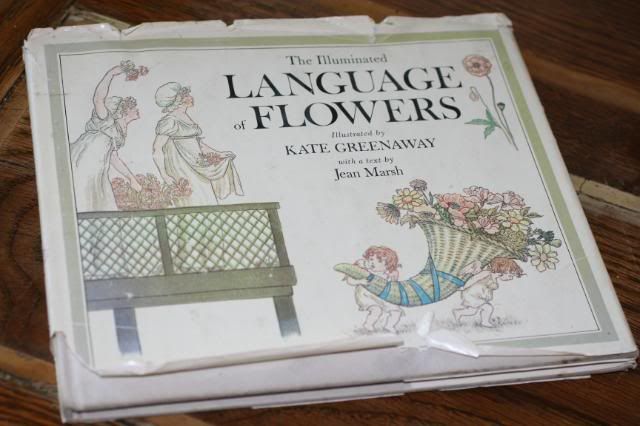 The Illuminated
LANGUAGE
of FLOWERS
Illustrated by
KATE GREENAWAY
with a text by
Jean Marsh